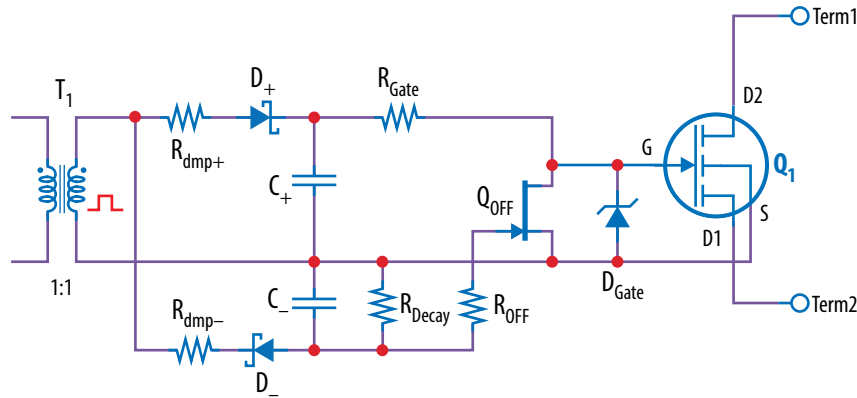 Term1
T1
D+
RGate
D2
Rdmp+
G
Q1
C+
QOFF
S
D1
1:1
C–
RDecay
ROFF
DGate
Rdmp–
Term2
D–